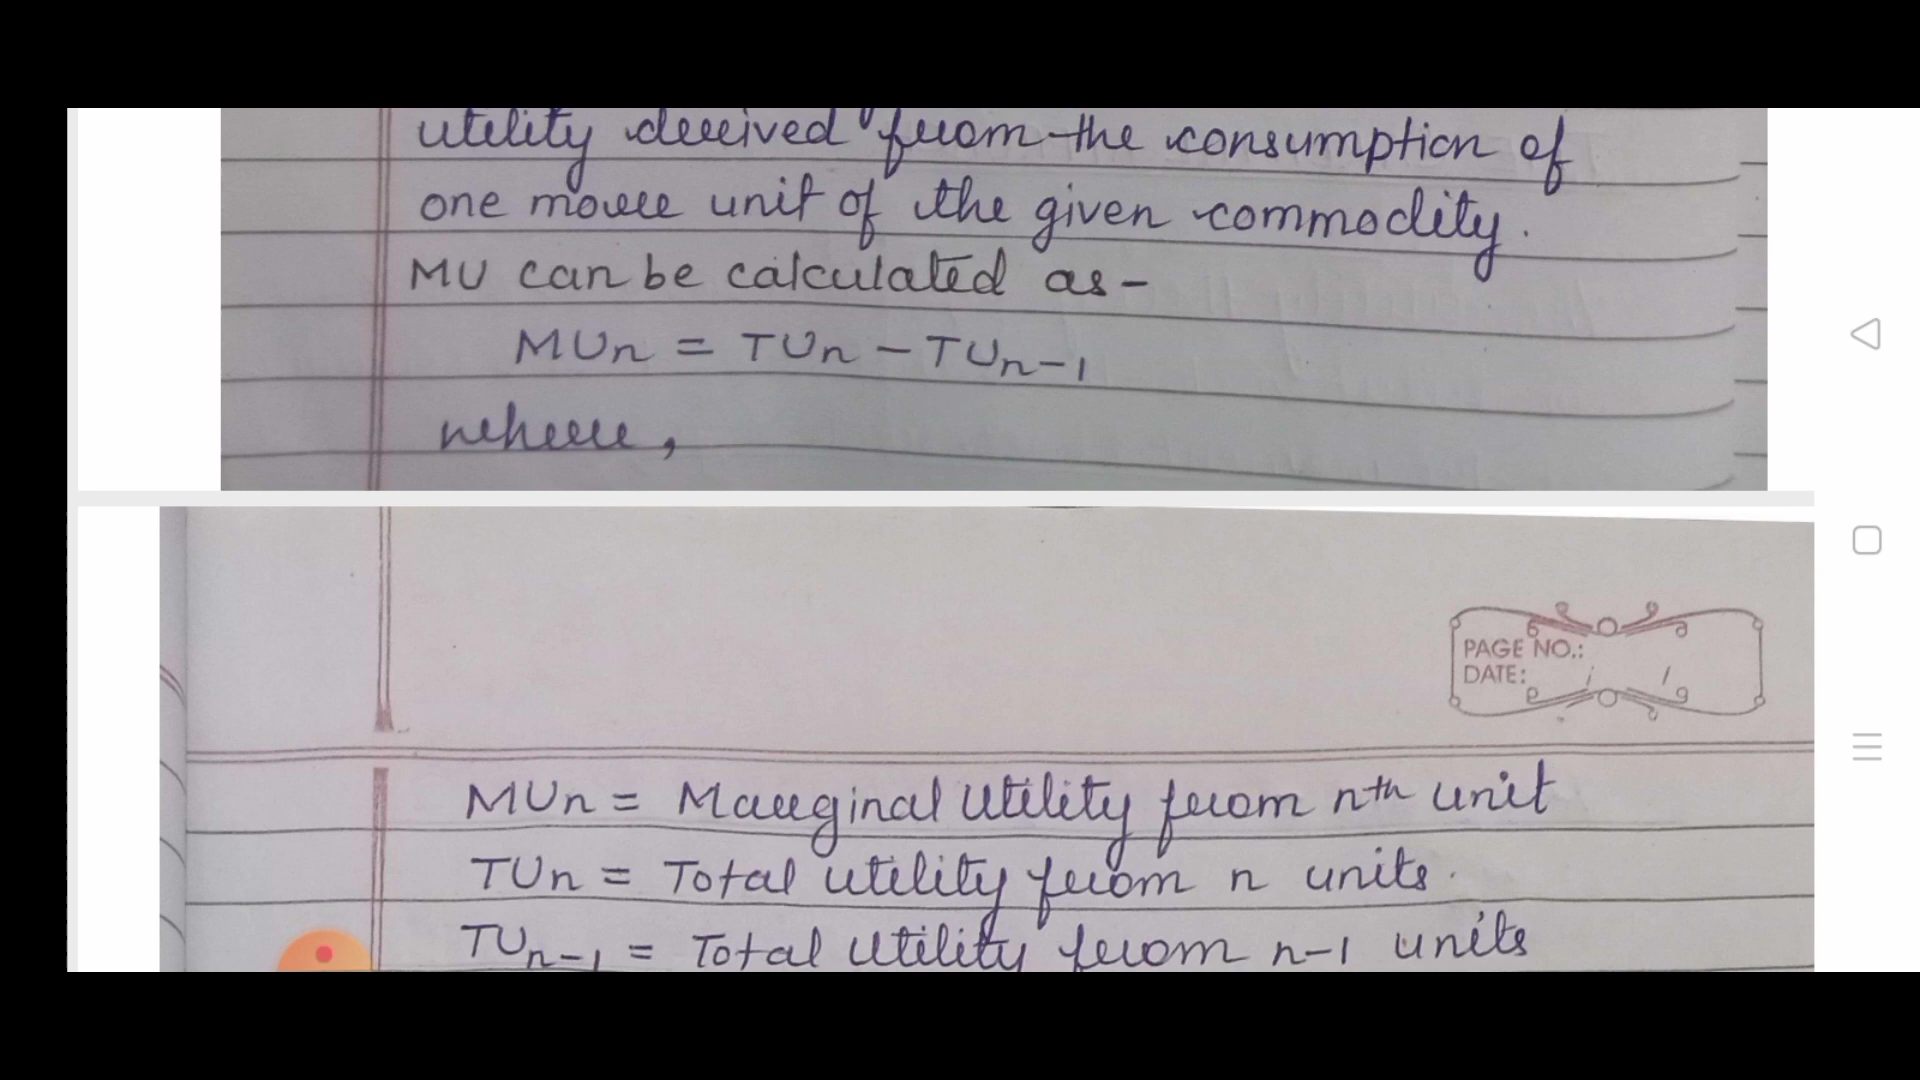 utility derived from the consumption of
one more unit of the given commodity.
MU can be calculated as-
MUn = TUn - TUn-1
where,
PAGE NO.:
DATE: / /
MUn = Marginal Utility from nth unit
TUn = Total utility from n units.
TUn-1 = Total Utility from n-1 units